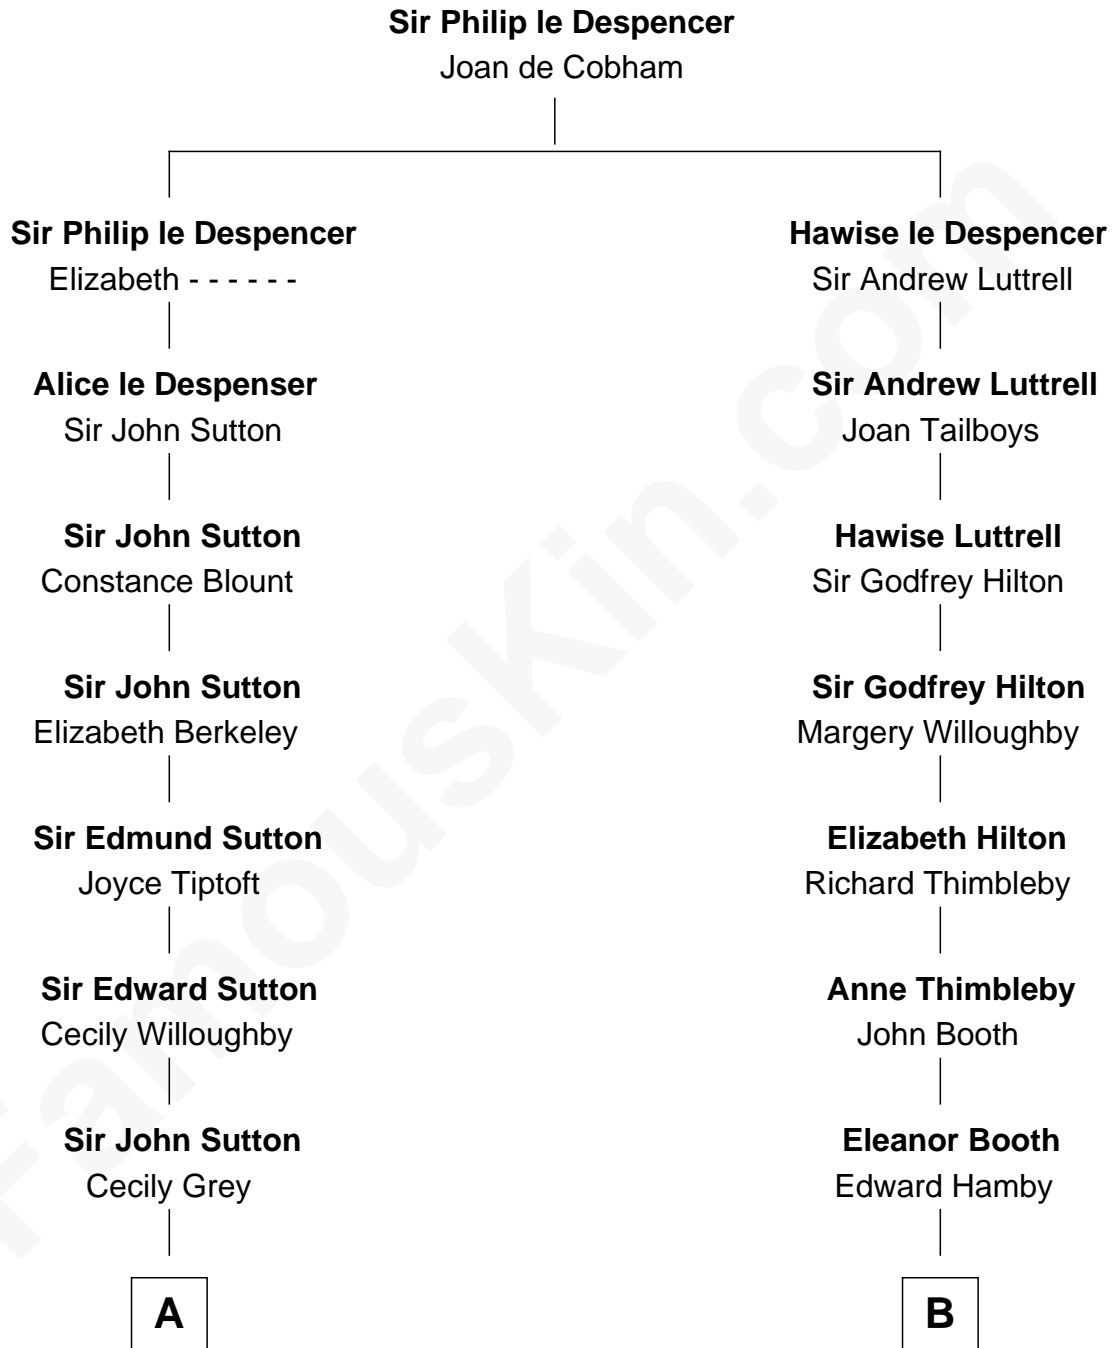 Sir Philip le Despencer
Joan de Cobham
Sir Philip le Despencer
Elizabeth - - - - - -
Hawise le Despencer
Sir Andrew Luttrell
Alice le Despenser
Sir John Sutton
Sir Andrew Luttrell
Joan Tailboys
Sir John Sutton
Constance Blount
Hawise Luttrell
Sir Godfrey Hilton
Sir John Sutton
Elizabeth Berkeley
Sir Godfrey Hilton
Margery Willoughby
Sir Edmund Sutton
Joyce Tiptoft
Elizabeth Hilton
Richard Thimbleby
Sir Edward Sutton
Cecily Willoughby
Anne Thimbleby
John Booth
Sir John Sutton
Cecily Grey
Eleanor Booth
Edward Hamby
A
B
FamousKin.com